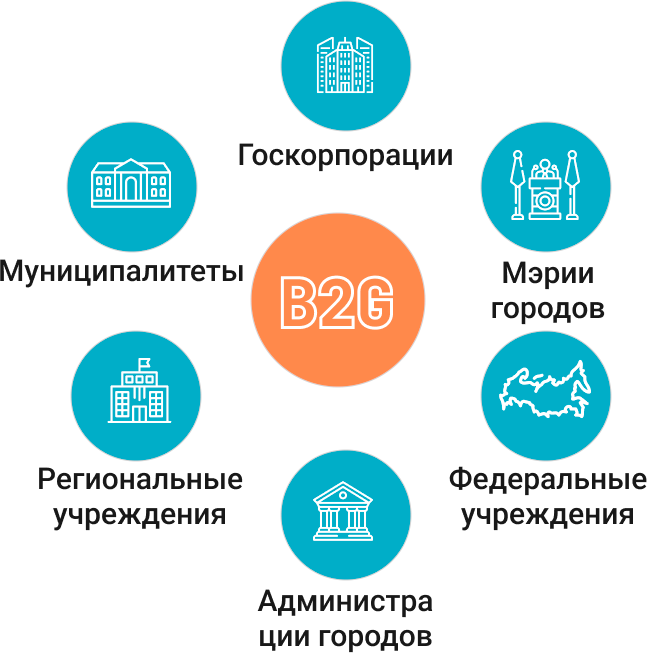 Госкорпорации
Муниципалитеты
B2G
Мэрии
городов
Региональные
учреждения
Федеральные
учреждения
Администра
ции городов